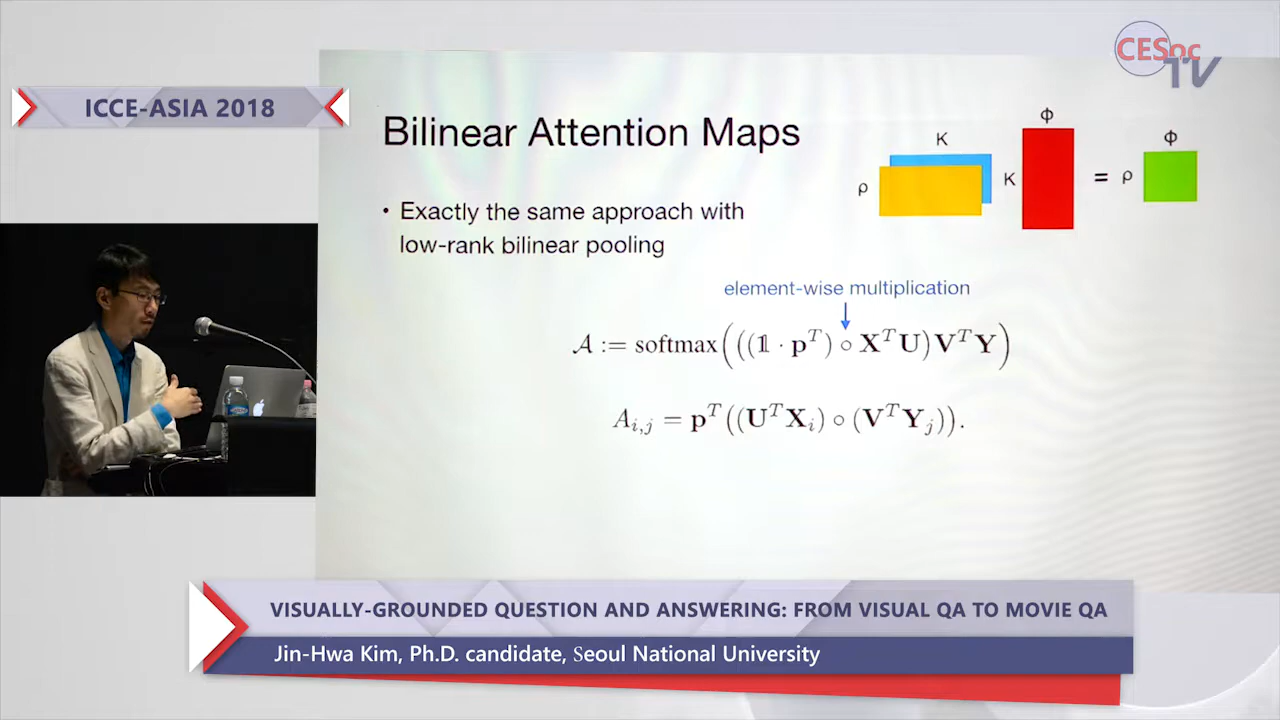 CESoc
TV
ICCE-ASIA 2018
Bilinear Attention Maps
• Exactly the same approach with
low-rank bilinear pooling
K
ρ
Φ
K
=
Φ
ρ
element-wise multiplication
𝒜 := softmax(((𝟙 · p^T) ∘ X^T U) V^T Y)
A_{i,j} = p^T((U^T X_i) ∘ (V^T Y_j)).
VISUALLY-GROUNDED QUESTION AND ANSWERING: FROM VISUAL QA TO MOVIE QA
Jin-Hwa Kim, Ph.D. candidate, Seoul National University